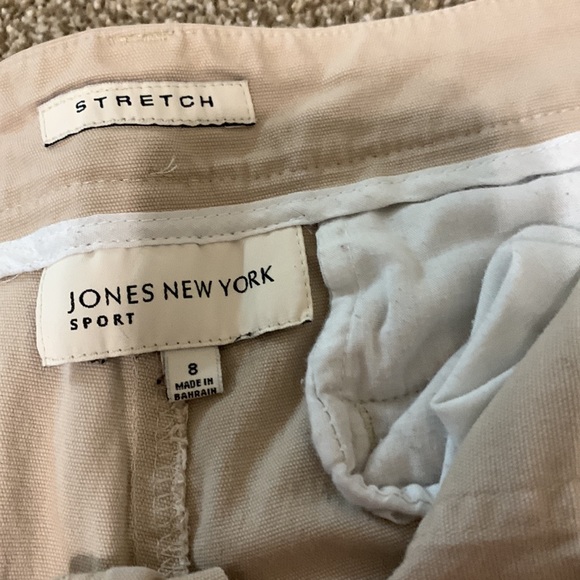 STRETCH
JONES NEW YORK
SPORT
8
MADE IN
BAHRAIN